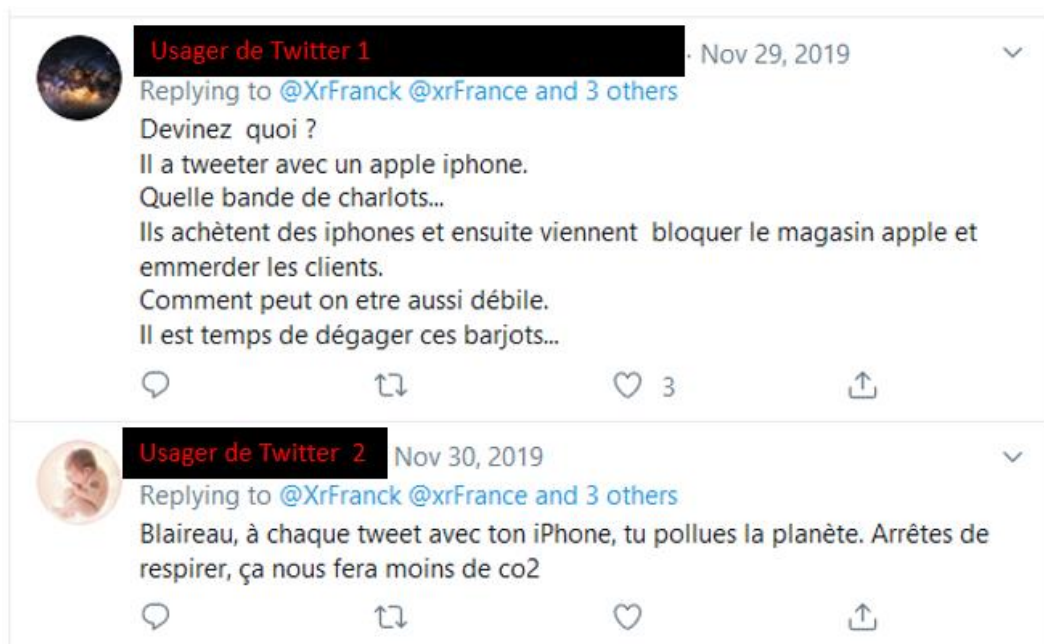 Usager de Twitter 1 · Nov 29, 2019
Replying to @XrFranck @xrFrance and 3 others
Devinez quoi ?
Il a tweeter avec un apple iphone.
Quelle bande de charlots...
Ils achètent des iphones et ensuite viennent bloquer le magasin apple et
emmerder les clients.
Comment peut on etre aussi débile.
Il est temps de dégager ces barjots...
3
Usager de Twitter 2 Nov 30, 2019
Replying to @XrFranck @xrFrance and 3 others
Blaireau, à chaque tweet avec ton iPhone, tu pollues la planète. Arrêtes de
respirer, ça nous fera moins de co2